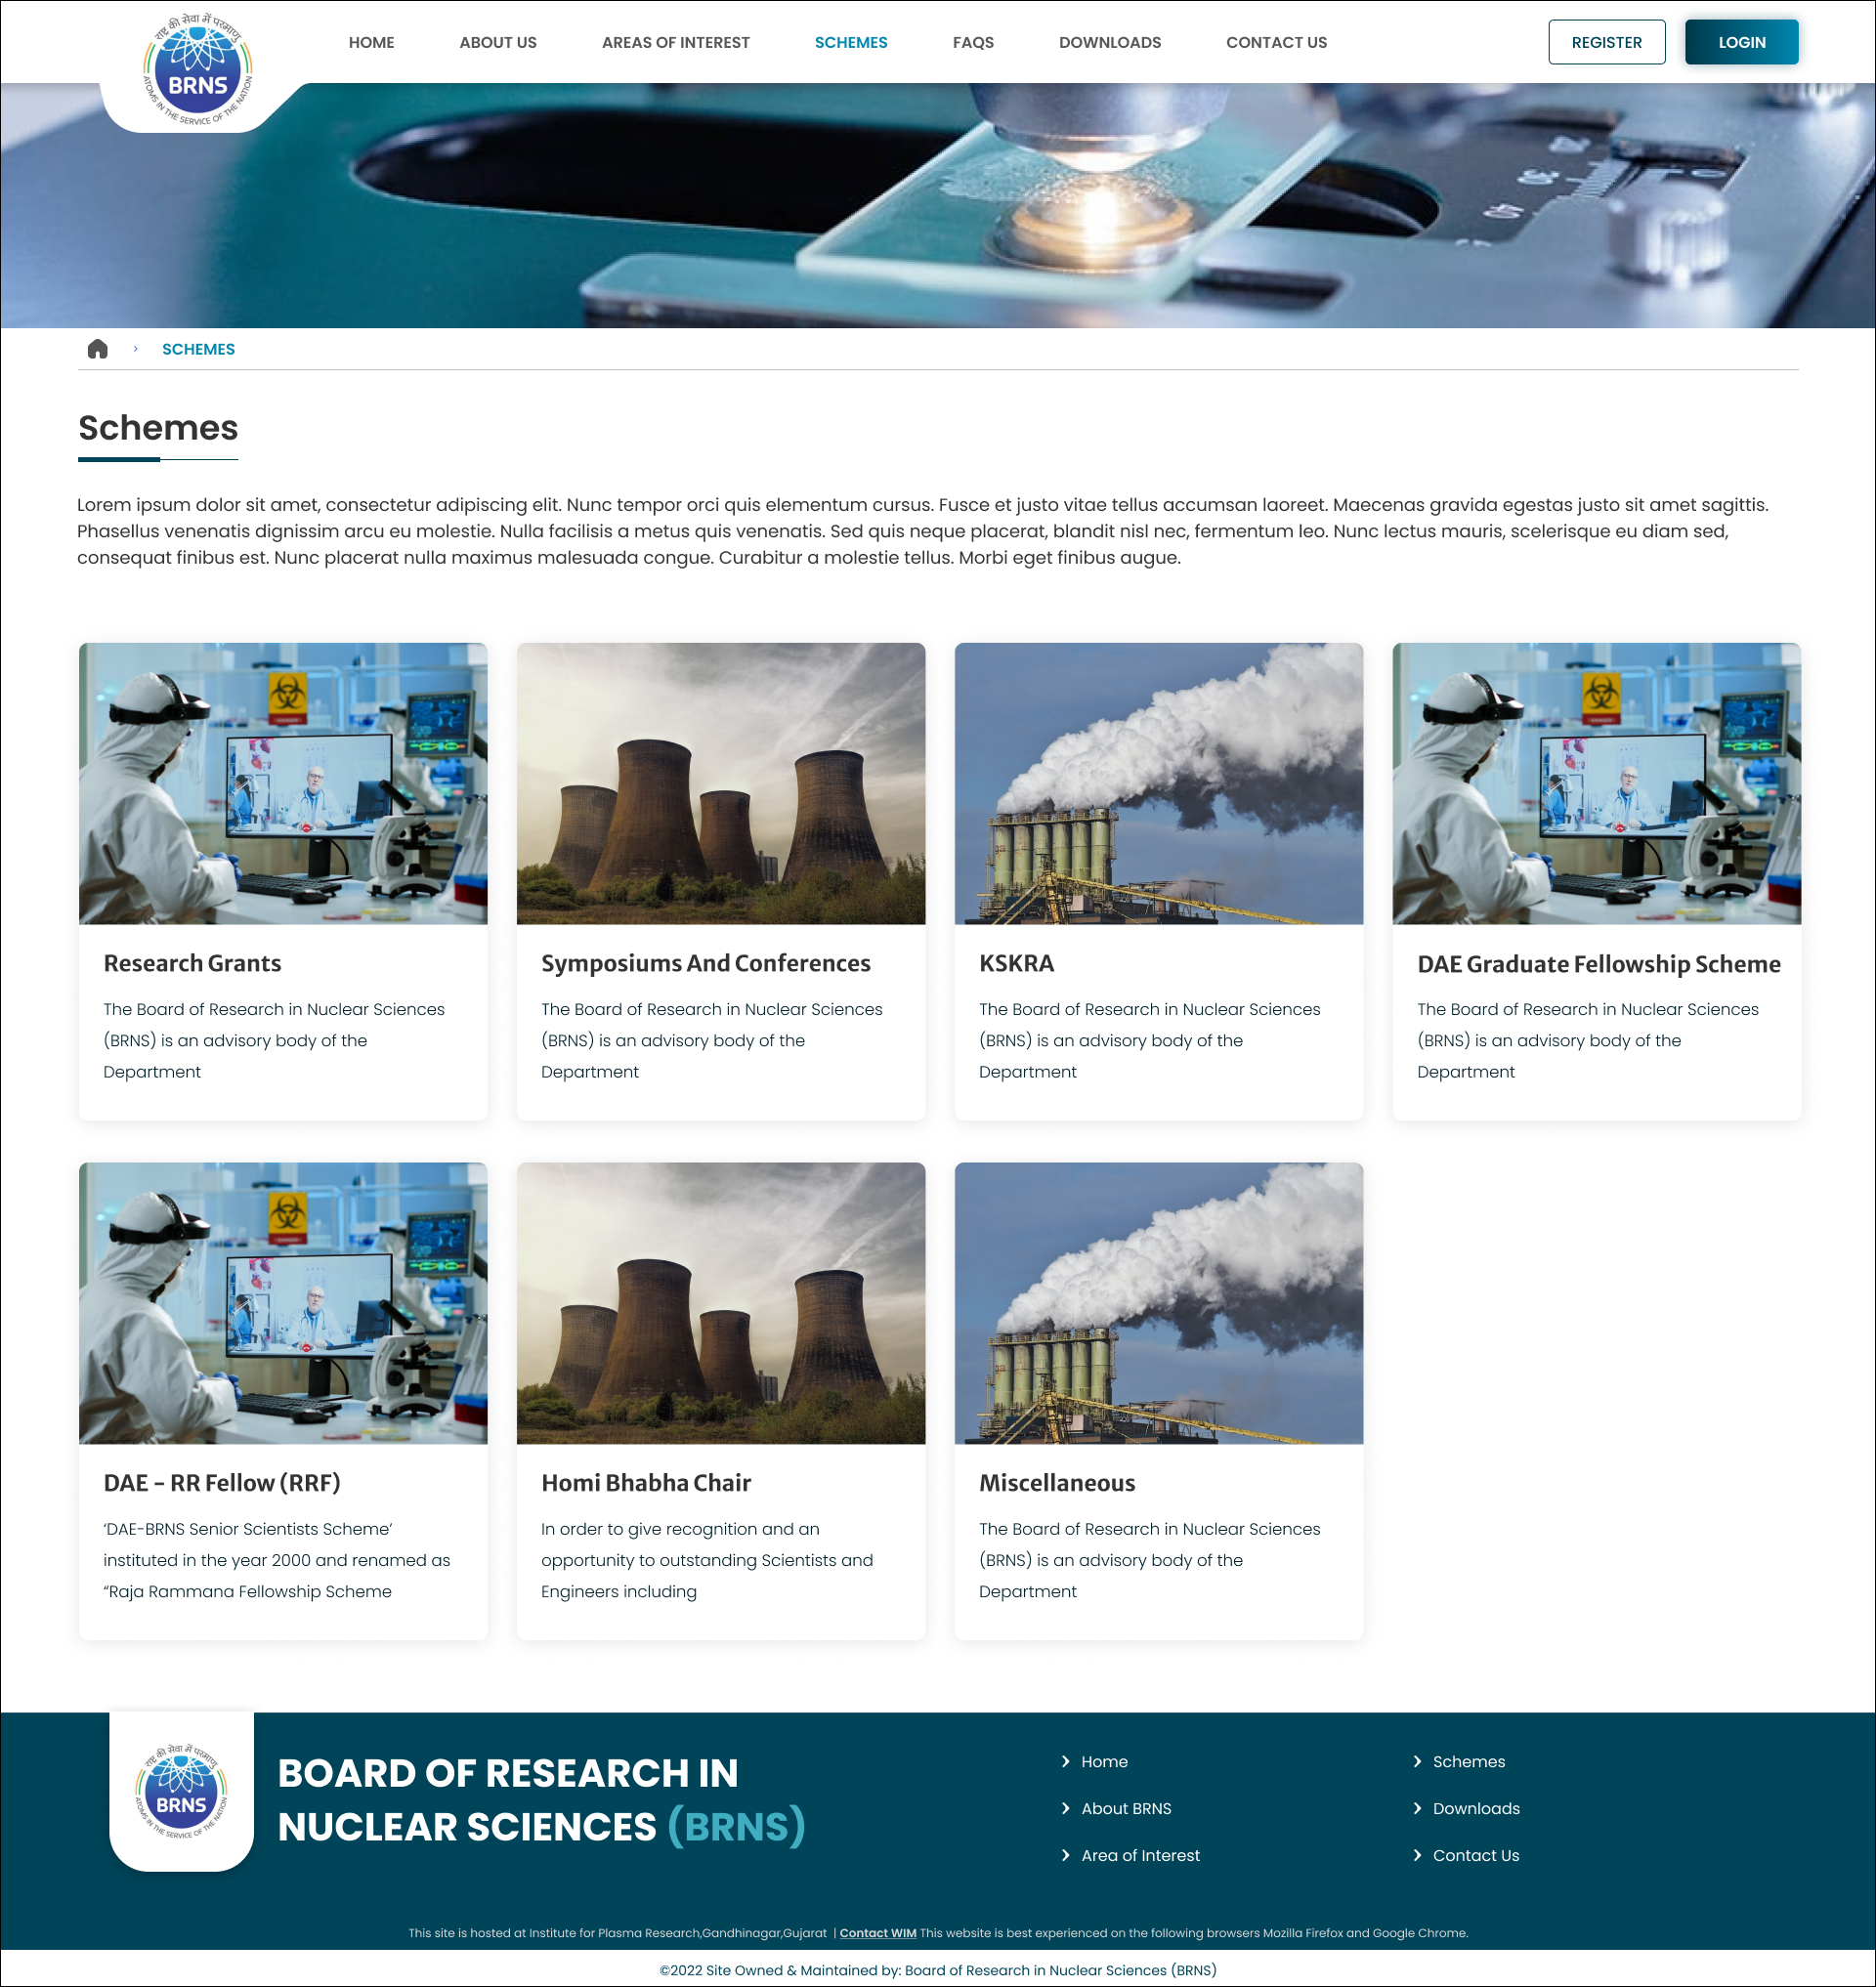 राष्ट्र की सेवा में परमाणु
BRNS
ATOMS IN THE SERVICE OF THE NATION
HOME
ABOUT US
AREAS OF INTEREST
SCHEMES
FAQS
DOWNLOADS
CONTACT US
REGISTER
LOGIN
30
40
SCHEMES
Schemes
Lorem ipsum dolor sit amet, consectetur adipiscing elit. Nunc tempor orci quis elementum cursus. Fusce et justo vitae tellus accumsan laoreet. Maecenas gravida egestas justo sit amet sagittis.
Phasellus venenatis dignissim arcu eu molestie. Nulla facilisis a metus quis venenatis. Sed quis neque placerat, blandit nisl nec, fermentum leo. Nunc lectus mauris, scelerisque eu diam sed,
consequat finibus est. Nunc placerat nulla maximus malesuada congue. Curabitur a molestie tellus. Morbi eget finibus augue.
Research Grants
The Board of Research in Nuclear Sciences
(BRNS) is an advisory body of the
Department
Symposiums And Conferences
The Board of Research in Nuclear Sciences
(BRNS) is an advisory body of the
Department
KSKRA
The Board of Research in Nuclear Sciences
(BRNS) is an advisory body of the
Department
DAE Graduate Fellowship Scheme
The Board of Research in Nuclear Sciences
(BRNS) is an advisory body of the
Department
DAE - RR Fellow (RRF)
‘DAE-BRNS Senior Scientists Scheme’
instituted in the year 2000 and renamed as
“Raja Rammana Fellowship Scheme
Homi Bhabha Chair
In order to give recognition and an
opportunity to outstanding Scientists and
Engineers including
Miscellaneous
The Board of Research in Nuclear Sciences
(BRNS) is an advisory body of the
Department
राष्ट्र की सेवा में परमाणु
BRNS
ATOMS IN THE SERVICE OF THE NATION
BOARD OF RESEARCH IN
NUCLEAR SCIENCES (BRNS)
Home
About BRNS
Area of Interest
Schemes
Downloads
Contact Us
This site is hosted at Institute for Plasma Research,Gandhinagar,Gujarat | Contact WIM This website is best experienced on the following browsers Mozilla Firefox and Google Chrome.
©2022 Site Owned & Maintained by: Board of Research in Nuclear Sciences (BRNS)